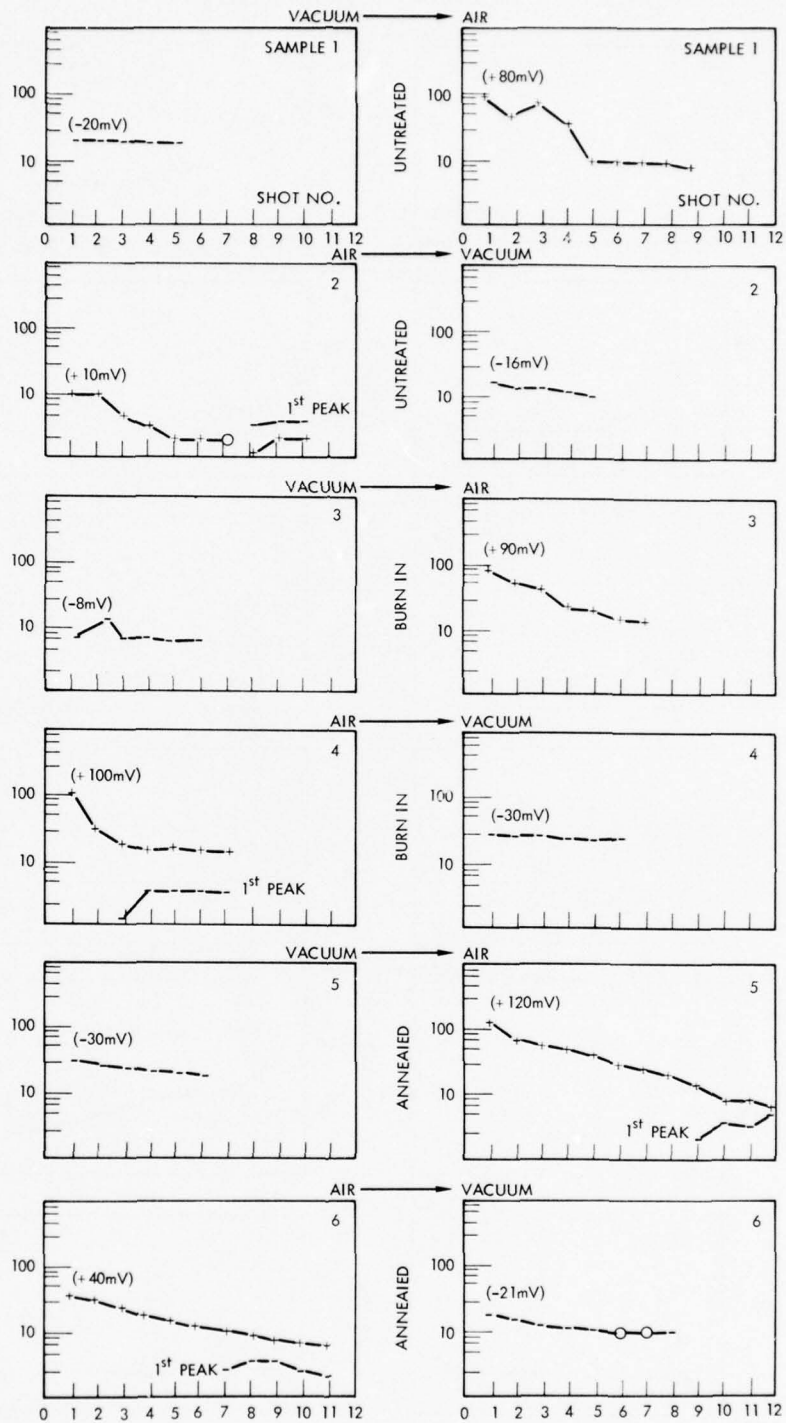 VACUUM AIR
SAMPLE 1 SAMPLE 1
(-20mV) (+80mV)
100 100
10 10
UNTREATED
SHOT NO. SHOT NO.
0 1 2 3 4 5 6 7 8 9 10 11 12 0 1 2 3 4 5 6 7 8 9 10 11 12
AIR VACUUM
2 2
100 100
(+10mV) (-16mV)
10 10
1st PEAK
UNTREATED
VACUUM AIR
3 3
100 100
(-8mV) (+90mV)
10 10
BURN IN
AIR VACUUM
4 4
(+100mV) (-30mV)
100 100
10 10
1st PEAK
BURN IN
VACUUM AIR
5 5
(-30mV) (+120mV)
100 100
10 10
1st PEAK
ANNEAIED
AIR VACUUM
6 6
100 100
(+40mV) (-21mV)
10 10
1st PEAK
ANNEAIED
0 1 2 3 4 5 6 7 8 9 10 11 12 0 1 2 3 4 5 6 7 8 9 10 11 12